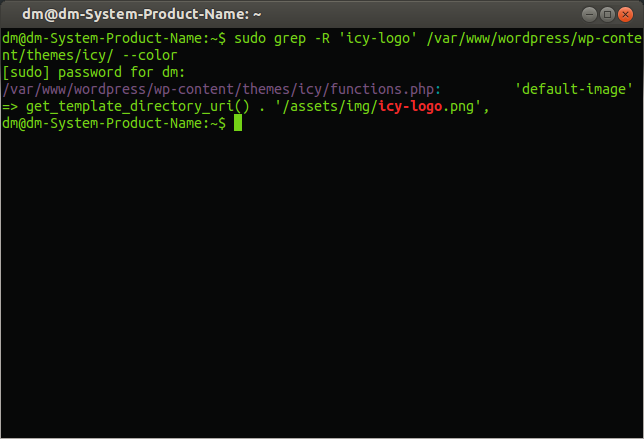 dm@dm-System-Product-Name: ~
dm@dm-System-Product-Name:~$ sudo grep -R 'icy-logo' /var/www/wordpress/wp-conte
nt/themes/icy/ --color
[sudo] password for dm:
/var/www/wordpress/wp-content/themes/icy/functions.php:         'default-image'
=> get_template_directory_uri() . '/assets/img/icy-logo.png',
dm@dm-System-Product-Name:~$